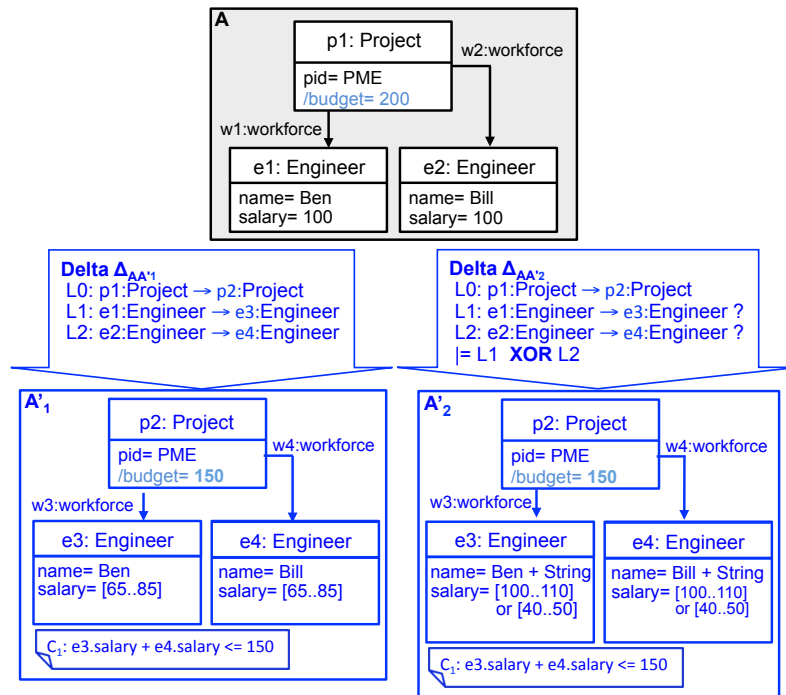 A
p1: Project
w2:workforce
pid= PME
/budget= 200
w1:workforce
e1: Engineer
e2: Engineer
name= Ben
salary= 100
name= Bill
salary= 100
Delta Δ_AA'1
L0: p1:Project → p2:Project
L1: e1:Engineer → e3:Engineer
L2: e2:Engineer → e4:Engineer
Delta Δ_AA'2
L0: p1:Project → p2:Project
L1: e1:Engineer → e3:Engineer ?
L2: e2:Engineer → e4:Engineer ?
|= L1 XOR L2
A'1
p2: Project
w4:workforce
pid= PME
/budget= 150
w3:workforce
e3: Engineer
e4: Engineer
name= Ben
salary= [65..85]
name= Bill
salary= [65..85]
C1: e3.salary + e4.salary <= 150
A'2
p2: Project
w4:workforce
pid= PME
/budget= 150
w3:workforce
e3: Engineer
e4: Engineer
name= Ben + String
salary= [100..110]
or [40..50]
name= Bill + String
salary= [100..110]
or [40..50]
C1: e3.salary + e4.salary <= 150